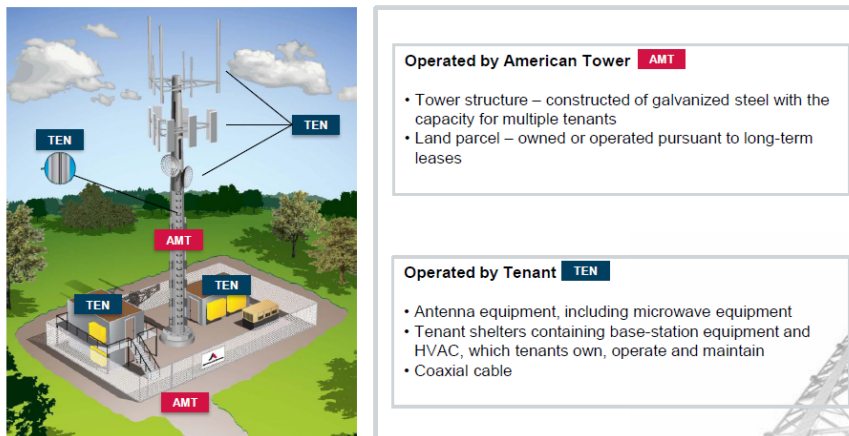 TEN
TEN
AMT
TEN
TEN
AMT
Operated by American Tower AMT
• Tower structure – constructed of galvanized steel with the
capacity for multiple tenants
• Land parcel – owned or operated pursuant to long-term
leases
Operated by Tenant TEN
• Antenna equipment, including microwave equipment
• Tenant shelters containing base-station equipment and
HVAC, which tenants own, operate and maintain
• Coaxial cable